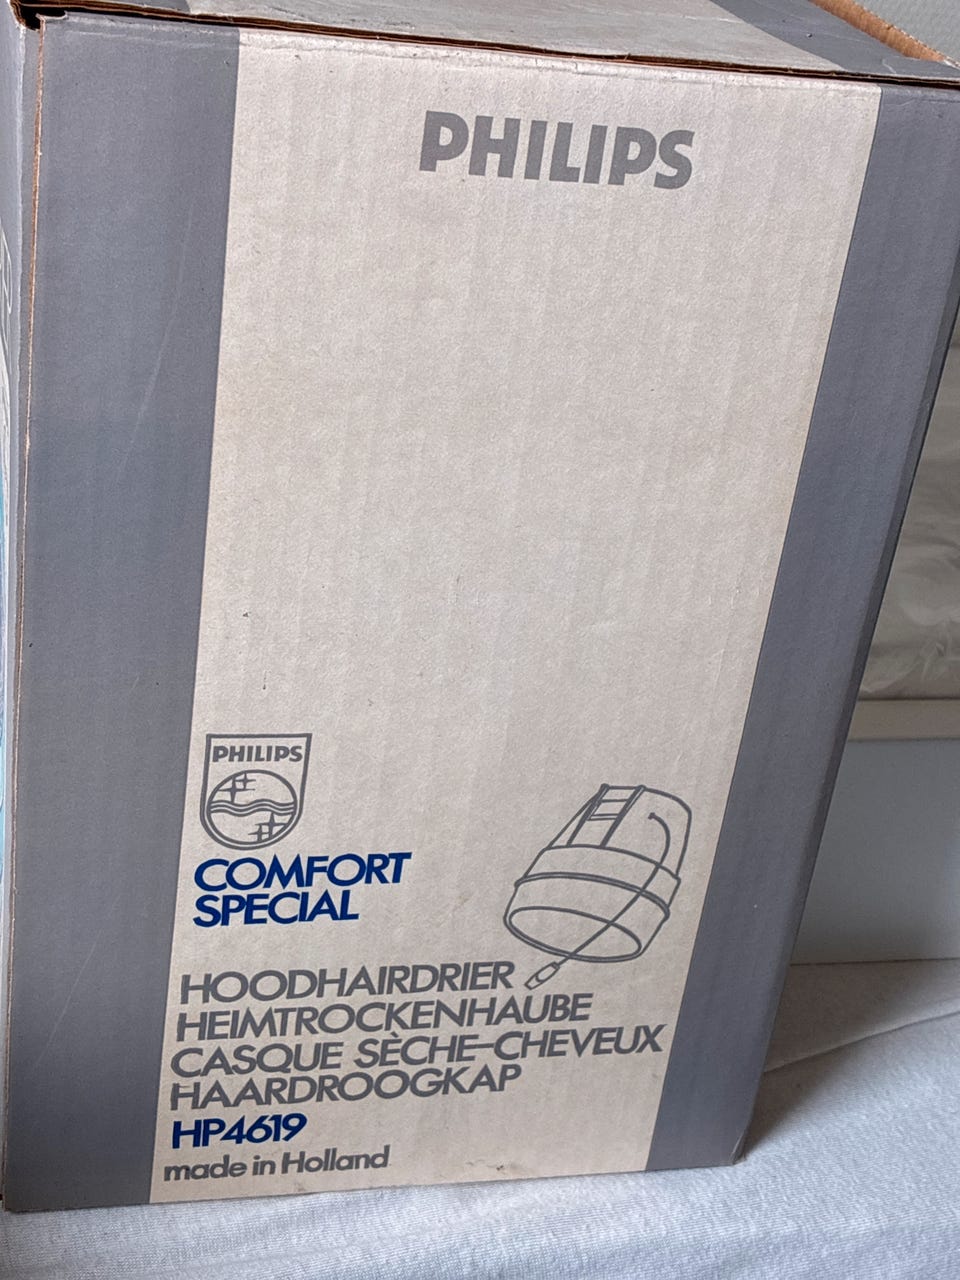 PHILIPS
PHILIPS
COMFORT
SPECIAL
HOODHAIRDRIER
HEIMTROCKENHAUBE
CASQUE SÈCHE-CHEVEUX
HAARDROOGKAP
HP4619
made in Holland